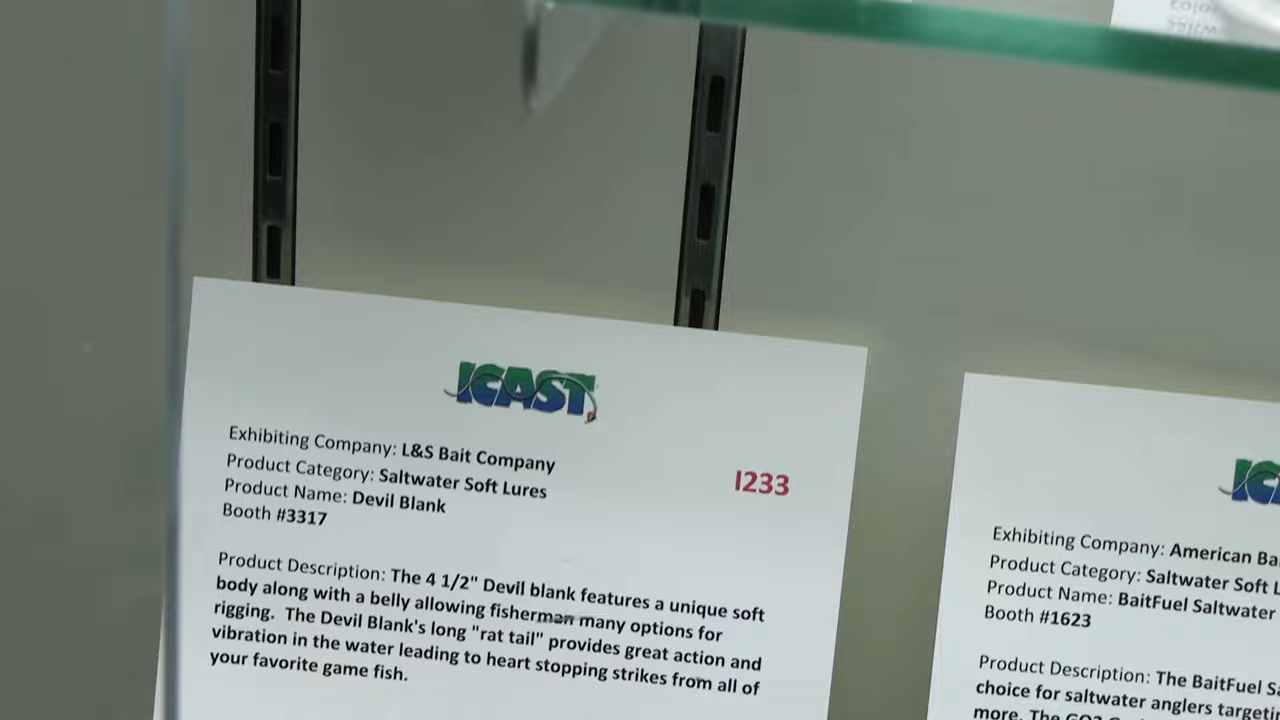 ICAST
Exhibiting Company: L&S Bait Company
Product Category: Saltwater Soft Lures
Product Name: Devil Blank
Booth #3317
I233
Product Description: The 4 1/2" Devil blank features a unique soft
body along with a belly allowing fisherman many options for
rigging. The Devil Blank's long "rat tail" provides great action and
vibration in the water leading to heart stopping strikes from all of
your favorite game fish.
Exhibiting Company: American Ba
Product Category: Saltwater Soft L
Product Name: BaitFuel Saltwater
Booth #1623
Product Description: The BaitFuel Sa
choice for saltwater anglers targeti
more. The